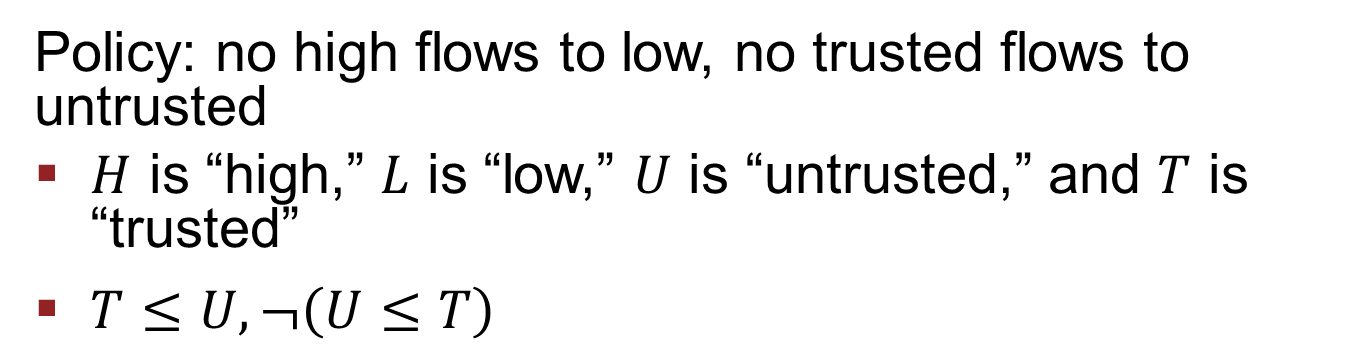 Policy: no high flows to low, no trusted flows to
untrusted
▪ H is “high,” L is “low,” U is “untrusted,” and T is
“trusted”
▪ T ≤ U, ¬(U ≤ T)